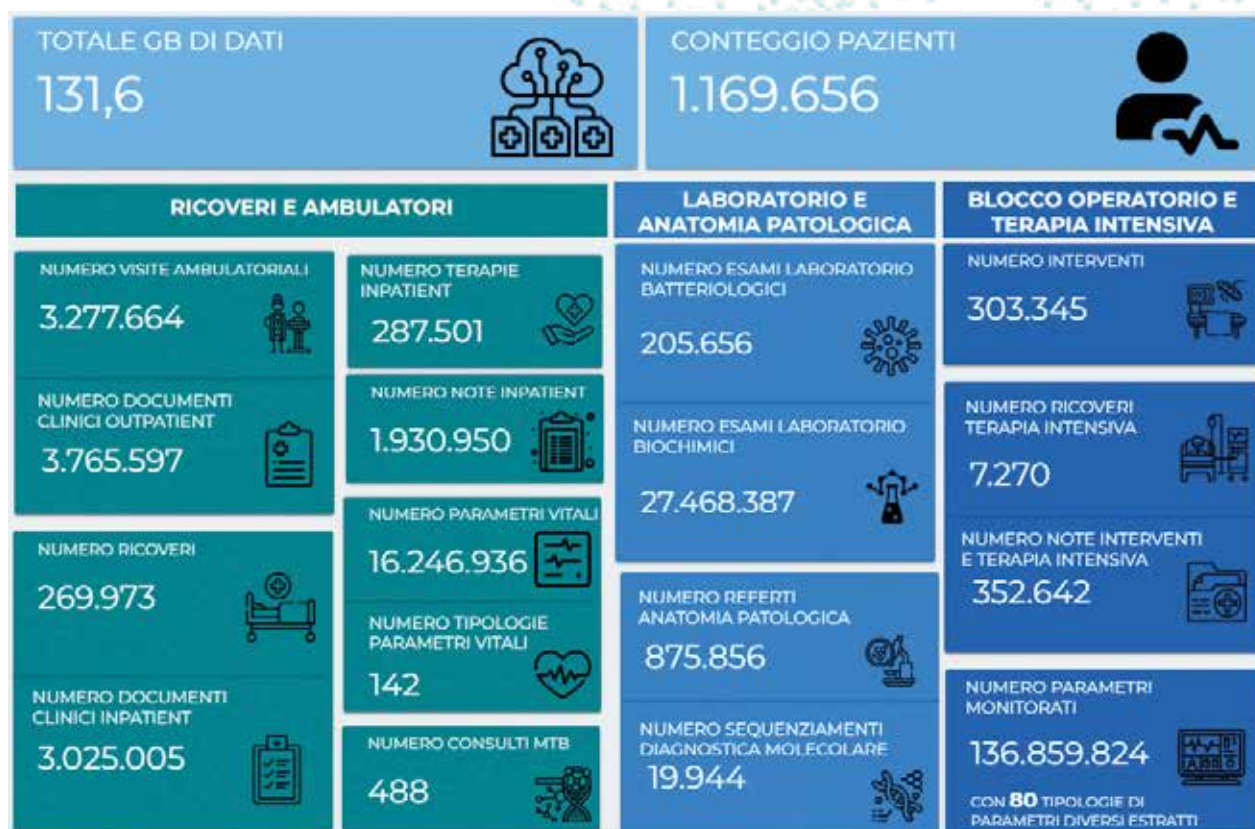 TOTALE GB DI DATI
131,6
CONTEGGIO PAZIENTI
1.169.656
RICOVERI E AMBULATORI
NUMERO VISITE AMBULATORIALI
3.277.664
NUMERO DOCUMENTI
CLINICI OUTPATIENT
3.765.597
NUMERO RICOVERI
269.973
NUMERO DOCUMENTI
CLINICI INPATIENT
3.025.005
NUMERO TERAPIE
INPATIENT
287.501
NUMERO NOTE INPATIENT
1.930.950
NUMERO PARAMETRI VITALI
16.246.936
NUMERO TIPOLOGIE
PARAMETRI VITALI
142
NUMERO CONSULTI MTB
488
LABORATORIO E
ANATOMIA PATOLOGICA
NUMERO ESAMI LABORATORIO
BATTERIOLOGICI
205.656
NUMERO ESAMI LABORATORIO
BIOCHIMICI
27.468.387
NUMERO REFERTI
ANATOMIA PATOLOGICA
875.856
NUMERO SEQUENZIAMENTI
DIAGNOSTICA MOLECOLARE
19.944
BLOCCO OPERATORIO E
TERAPIA INTENSIVA
NUMERO INTERVENTI
303.345
NUMERO RICOVERI
TERAPIA INTENSIVA
7.270
NUMERO NOTE INTERVENTI
E TERAPIA INTENSIVA
352.642
NUMERO PARAMETRI
MONITORATI
136.859.824
CON 80 TIPOLOGIE DI
PARAMETRI DIVERSI ESTRATTI